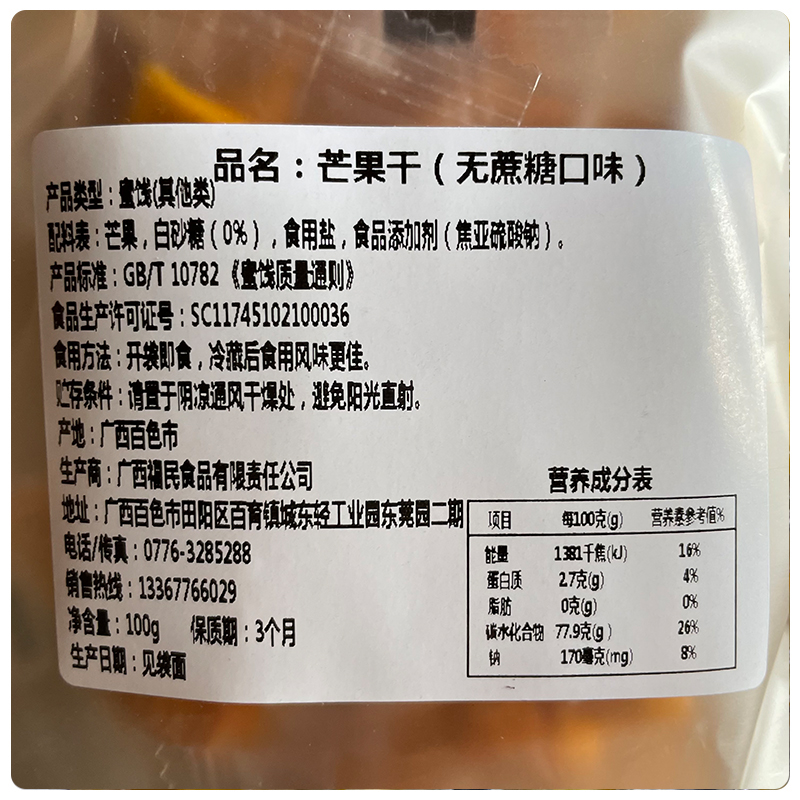 品名：芒果干（无蔗糖口味）
产品类型：蜜饯(其他类)
配料表：芒果，白砂糖（0%），食用盐，食品添加剂（焦亚硫酸钠）。
产品标准：GB/T 10782《蜜饯质量通则》
食品生产许可证号：SC11745102100036
食用方法：开袋即食，冷藏后食用风味更佳。
贮存条件：请置于阴凉通风干燥处，避免阳光直射。
产地：广西百色市
生产商：广西福民食品有限责任公司
地址：广西百色市田阳区百育镇城东轻工业园东莞园二期
电话/传真：0776-3285288
销售热线：13367766029
净含量：100g 保质期：3个月
生产日期：见袋面
营养成分表
项目 每100克(g) 营养素参考值%
能量 1381千焦(kJ) 16%
蛋白质 2.7克(g) 4%
脂肪 0克(g) 0%
碳水化合物 77.9克(g) 26%
钠 170毫克(mg) 8%